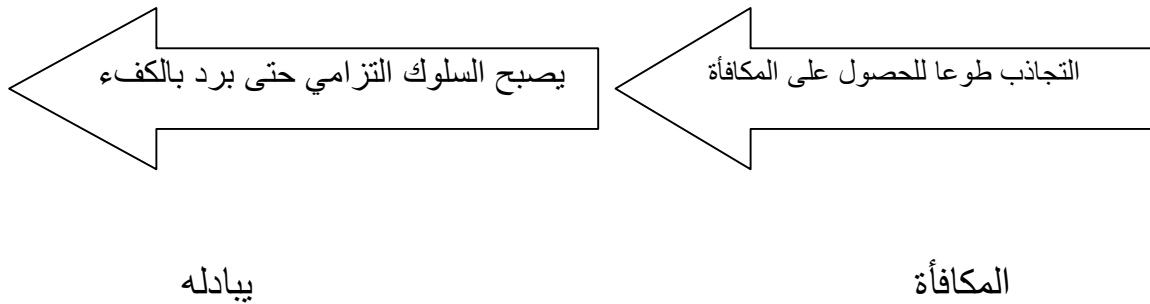 التجاذب طوعا للحصول على المكافأة
يصبح السلوك التزامي حتى برد بالكفء
المكافأة
يبادله